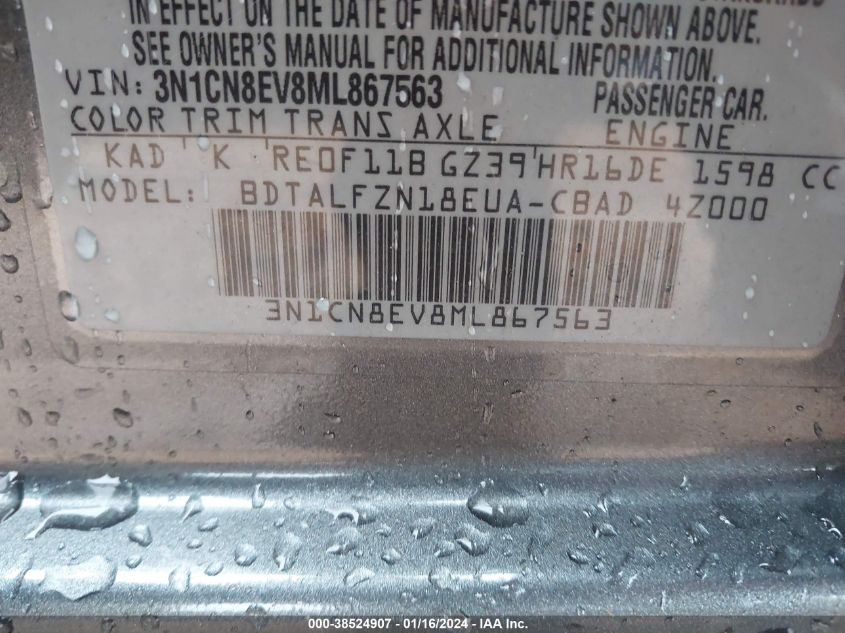 IN EFFECT ON THE DATE OF MANUFACTURE SHOWN ABOVE.
SEE OWNER'S MANUAL FOR ADDITIONAL INFORMATION.
VIN: 3N1CN8EV8ML867563 PASSENGER CAR.
COLOR TRIM TRANS AXLE ENGINE
KAD K RE0F11B GZ39 HR16DE 1598 CC
MODEL: BDTALFZN18EUA-CBAD 4Z000
3N1CN8EV8ML867563
000-38524907 - 01/16/2024 - © IAA Inc.